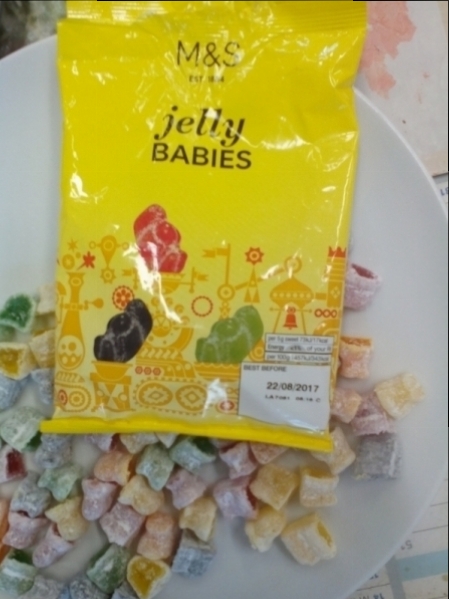 M&S
EST. 1884
jelly
BABIES
BEST BEFORE
22/08/2017